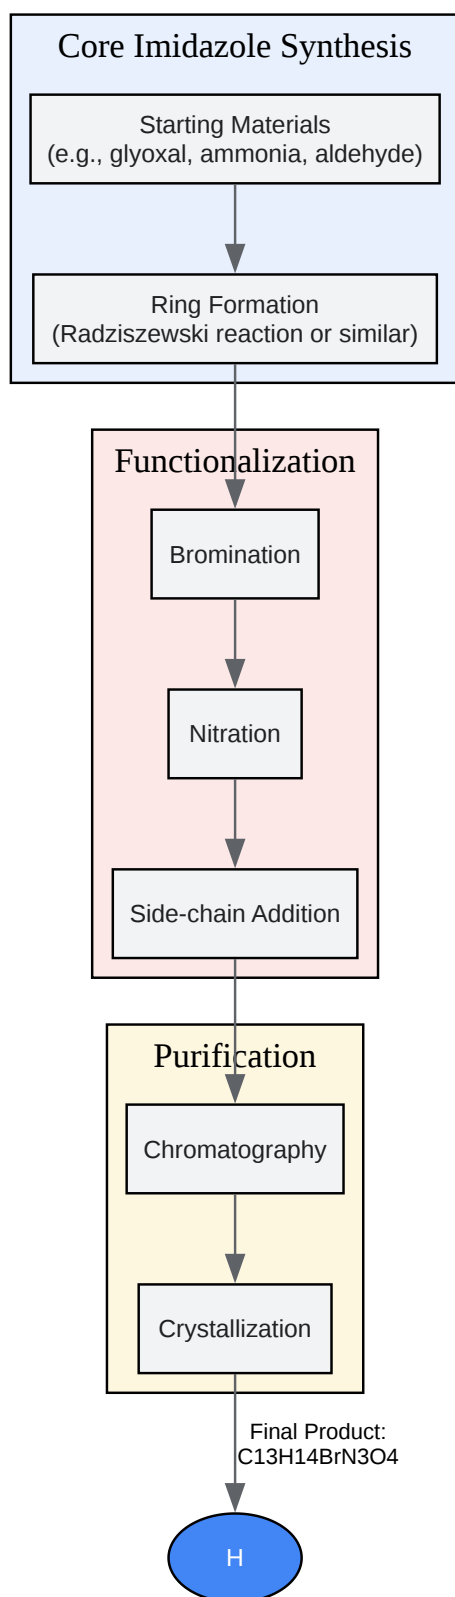 Core Imidazole Synthesis
Starting Materials
(e.g., glyoxal, ammonia, aldehyde)
Ring Formation
(Radziszewski reaction or similar)
Functionalization
Bromination
Nitration
Side-chain Addition
Purification
Chromatography
Crystallization
Final Product:
C13H14BrN3O4
H